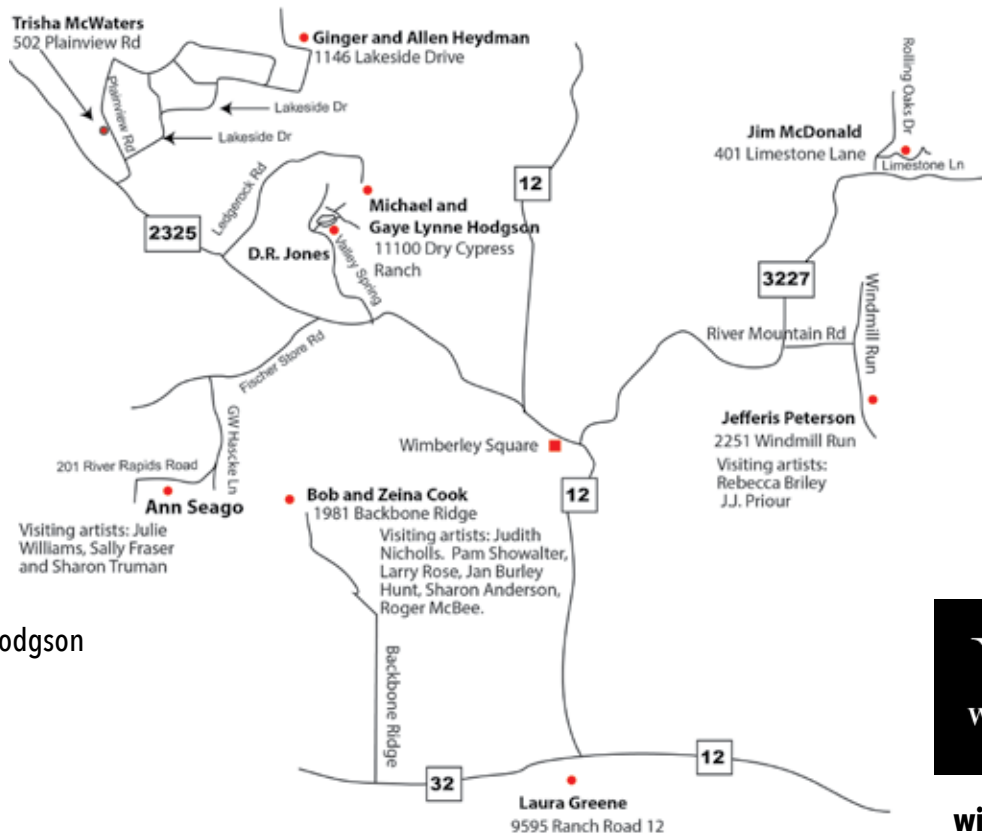 Trisha McWaters
502 Plainview Rd
Ginger and Allen Heydman
1146 Lakeside Drive
Plainview Rd
Lakeside Dr
Lakeside Dr
Rolling Oaks Dr
Jim McDonald
401 Limestone Lane
Limestone Ln
12
Ledgerock Rd
Michael and
Gaye Lynne Hodgson
11100 Dry Cypress
Ranch
2325
D.R. Jones
Valley Spring
3227
River Mountain Rd
Windmill Run
Fischer Store Rd
Jefferis Peterson
2251 Windmill Run
Visiting artists:
Rebecca Briley
J.J. Priour
GW Hascke Ln
Wimberley Square
201 River Rapids Road
Ann Seago
Visiting artists: Julie
Williams, Sally Fraser
and Sharon Truman
12
Bob and Zeina Cook
1981 Backbone Ridge
Visiting artists: Judith
Nicholls. Pam Showalter,
Larry Rose, Jan Burley
Hunt, Sharon Anderson,
Roger McBee.
odgson
Backbone Ridge
W
32
12
Laura Greene
9595 Ranch Road 12
wi